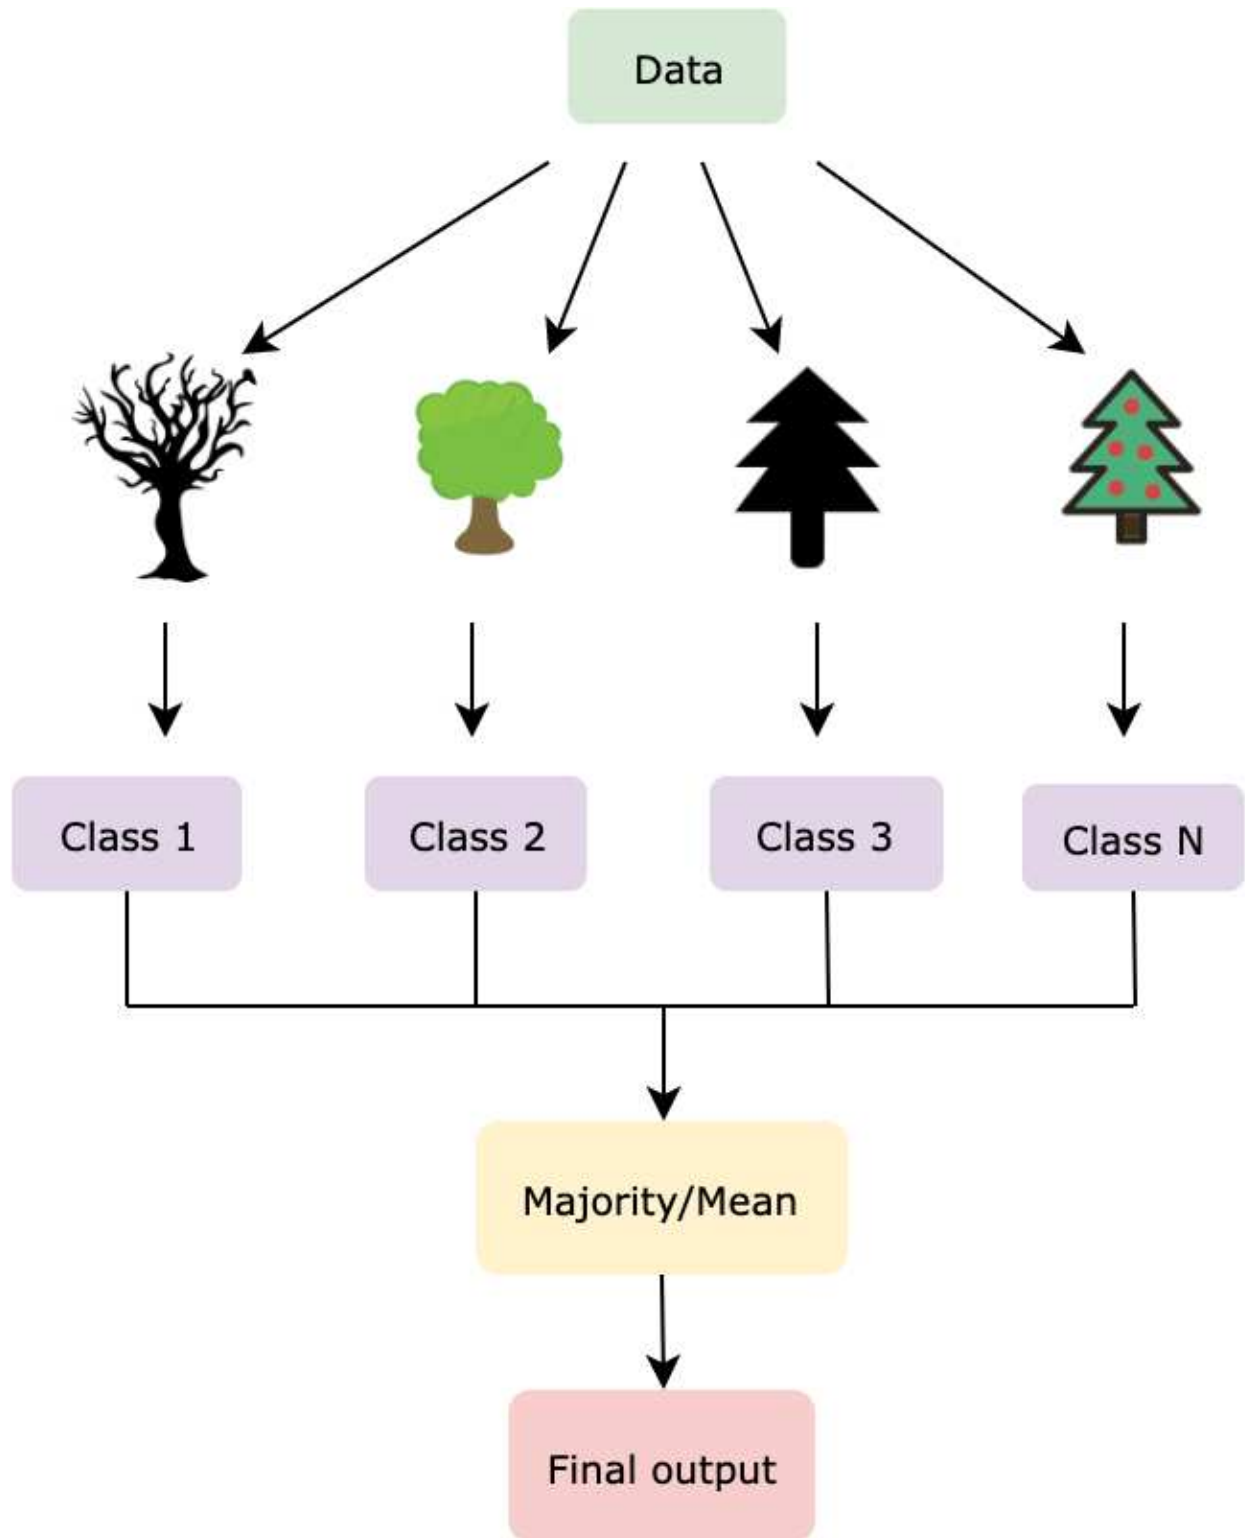 Data
Class 1
Class 2
Class 3
Class N
Majority/Mean
Final output